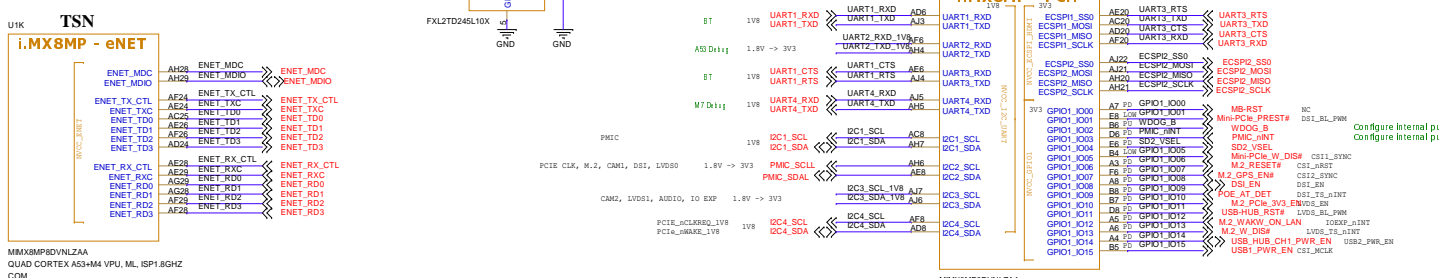 U1K
TSN
i.MX8MP - eNET
NVCC_ENET
ENET_MDC AH28 ENET_MDC ENET_MDC
ENET_MDIO AH29 ENET_MDIO ENET_MDIO
ENET_TX_CTL AF24 ENET_TX_CTL ENET_TX_CTL
ENET_TXC AE24 ENET_TXC ENET_TXC
ENET_TD0 AC25 ENET_TD0 ENET_TD0
ENET_TD1 AE26 ENET_TD1 ENET_TD1
ENET_TD2 AF26 ENET_TD2 ENET_TD2
ENET_TD3 AD24 ENET_TD3 ENET_TD3
ENET_RX_CTL AE28 ENET_RX_CTL ENET_RX_CTL
ENET_RXC AE29 ENET_RXC ENET_RXC
ENET_RD0 AG29 ENET_RD0 ENET_RD0
ENET_RD1 AG28 ENET_RD1 ENET_RD1
ENET_RD2 AF29 ENET_RD2 ENET_RD2
ENET_RD3 AF28 ENET_RD3 ENET_RD3
MIMX8MP8DVNLZAA
QUAD CORTEX A53+M4 VPU, ML, ISP1.8GHZ
COM
FXL2TD245L10X
5
GND
GND
1V8
3V3
BT 1V8 UART1_RXD UART1_RXD AD6 UART1_RXD
UART1_TXD UART1_TXD AJ3 UART1_TXD
A53 Debug 1.8V -> 3V3 UART2_RXD_1V8 AF6 UART2_RXD
UART2_TXD_1V8 AH4 UART2_TXD
BT 1V8 UART1_CTS UART1_CTS AE6 UART3_RXD
UART1_RTS UART1_RTS AJ4 UART3_TXD
M7 Debug 1V8 UART4_RXD UART4_RXD AJ5 UART4_RXD
UART4_TXD UART4_TXD AH5 UART4_TXD
PMIC 1V8 I2C1_SCL I2C1_SCL AC8 I2C1_SCL
I2C1_SDA I2C1_SDA AH7 I2C1_SDA
PCIE CLK, M.2, CAM1, DSI, LVDS0 1.8V -> 3V3 PMIC_SCLL AH6 I2C2_SCL
PMIC_SDAL AE8 I2C2_SDA
CAM2, LVDS1, AUDIO, IO EXP 1.8V -> 3V3 I2C3_SCL_1V8 AJ7 I2C3_SCL
I2C3_SDA_1V8 AJ6 I2C3_SDA
PCIE_nCLKREQ_1V8 1V8 I2C4_SCL I2C4_SCL AF8 I2C4_SCL
PCIe_nWAKE_1V8 I2C4_SDA I2C4_SDA AD8 I2C4_SDA
NVCC_I2C_UART
NVCC_ECSPI_HDMI
ECSPI1_SS0 AE20 UART3_RTS UART3_RTS
ECSPI1_MOSI AC20 UART3_TXD UART3_TXD
ECSPI1_MISO AD20 UART3_CTS UART3_CTS
ECSPI1_SCLK AF20 UART3_RXD UART3_RXD
ECSPI2_SS0 AJ22 ECSPI2_SS0 ECSPI2_SS0
ECSPI2_MOSI AJ21 ECSPI2_MOSI ECSPI2_MOSI
ECSPI2_MISO AH20 ECSPI2_MISO ECSPI2_MISO
ECSPI2_SCLK AH21 ECSPI2_SCLK ECSPI2_SCLK
3V3
NVCC_GPIO1
GPIO1_IO00 A7 PD GPIO1_IO00 MB-RST NC
GPIO1_IO01 E8 LOW GPIO1_IO01 Mini-PCIe_PREST# DSI_BL_PWM
GPIO1_IO02 B6 PU WDOG_B WDOG_B Configure internal pu
GPIO1_IO03 D6 PD PMIC_nINT PMIC_nINT Configure internal pu
GPIO1_IO04 E6 PD SD2_VSEL SD2_VSEL
GPIO1_IO05 B4 LOW GPIO1_IO05 Mini-PCIe_W_DIS# CSI1_SYNC
GPIO1_IO06 A3 PD GPIO1_IO06 M.2_RESET# CSI_nRST
GPIO1_IO07 F6 PD GPIO1_IO07 M.2_GPS_EN# CSI2_SYNC
GPIO1_IO08 A8 PD GPIO1_IO08 DSI_EN DSI_EN
GPIO1_IO09 B8 PD GPIO1_IO09 POE_AT_DET DSI_TS_nINT
GPIO1_IO10 B7 PD GPIO1_IO10 M.2_PCIe_3V3_EN LVDS_EN
GPIO1_IO11 D8 PD GPIO1_IO11 USB-HUB_RST# LVDS_BL_PWM
GPIO1_IO12 A5 PD GPIO1_IO12 M.2_WAKW_ON_LAN IOEXP_nINT
GPIO1_IO13 A6 PD GPIO1_IO13 M.2_W_DIS# LVDS_TS_nINT
GPIO1_IO14 A4 PD GPIO1_IO14 USB_HUB_CH1_PWR_EN USB2_PWR_EN
GPIO1_IO15 B5 PD GPIO1_IO15 USB1_PWR_EN CSI_MCLK